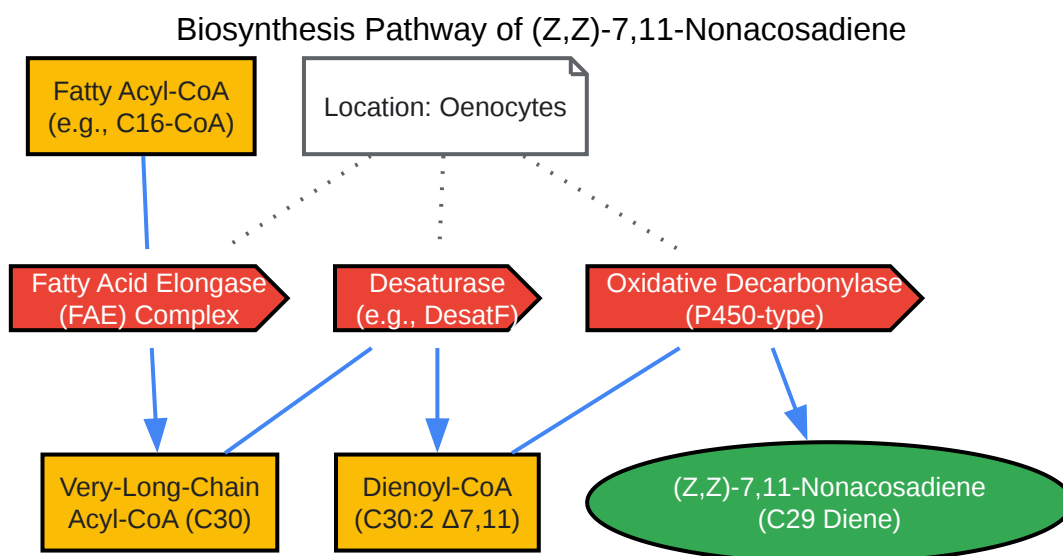 Biosynthesis Pathway of (Z,Z)-7,11-Nonacosadiene
Fatty Acyl-CoA
(e.g., C16-CoA)
Location: Oenocytes
Fatty Acid Elongase
(FAE) Complex
Desaturase
(e.g., DesatF)
Oxidative Decarbonylase
(P450-type)
Very-Long-Chain
Acyl-CoA (C30)
Dienoyl-CoA
(C30:2 Δ7,11)
(Z,Z)-7,11-Nonacosadiene
(C29 Diene)